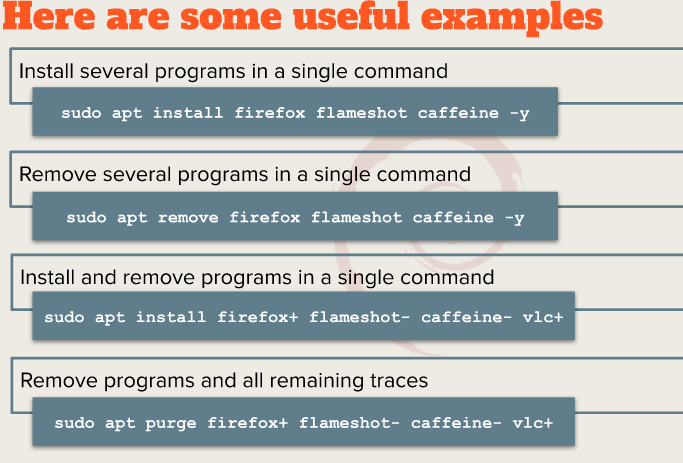 Here are some useful examples
Install several programs in a single command
sudo apt install firefox flameshot caffeine -y
Remove several programs in a single command
sudo apt remove firefox flameshot caffeine -y
Install and remove programs in a single command
sudo apt install firefox+ flameshot- caffeine- vlc+
Remove programs and all remaining traces
sudo apt purge firefox+ flameshot- caffeine- vlc+